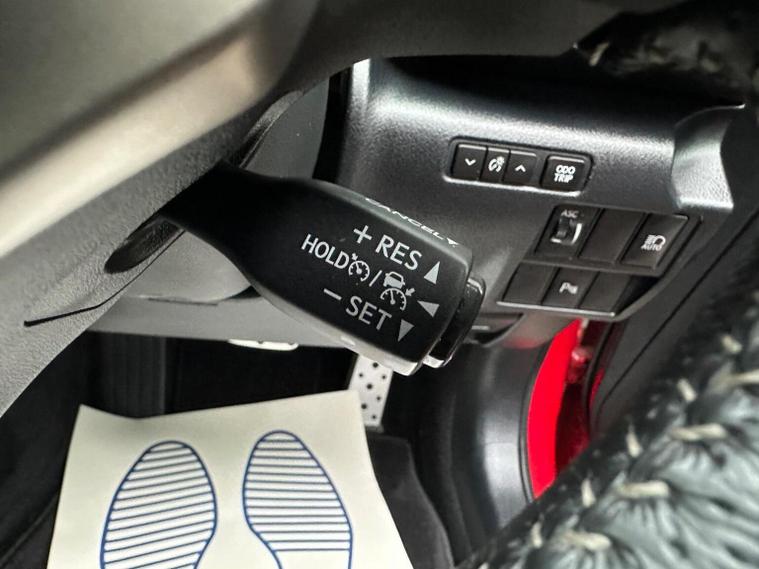 CANCEL
+ RES ▲
HOLD /
− SET ▼
ODO
TRIP
ASC
AUTO
P